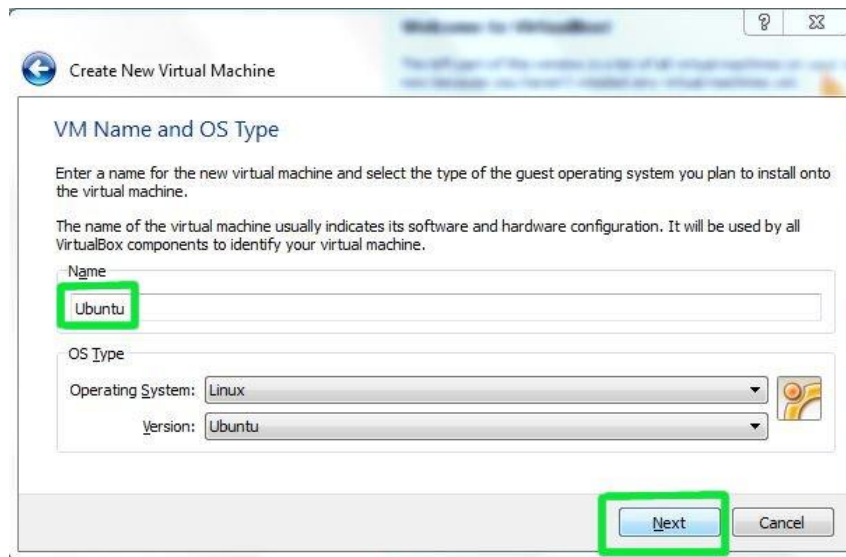 Welcome to VirtualBox!
Create New Virtual Machine
VM Name and OS Type
Enter a name for the new virtual machine and select the type of the guest operating system you plan to install onto
the virtual machine.
The name of the virtual machine usually indicates its software and hardware configuration. It will be used by all
VirtualBox components to identify your virtual machine.
Name
Ubuntu
OS Type
Operating System: Linux
Version: Ubuntu
Next Cancel